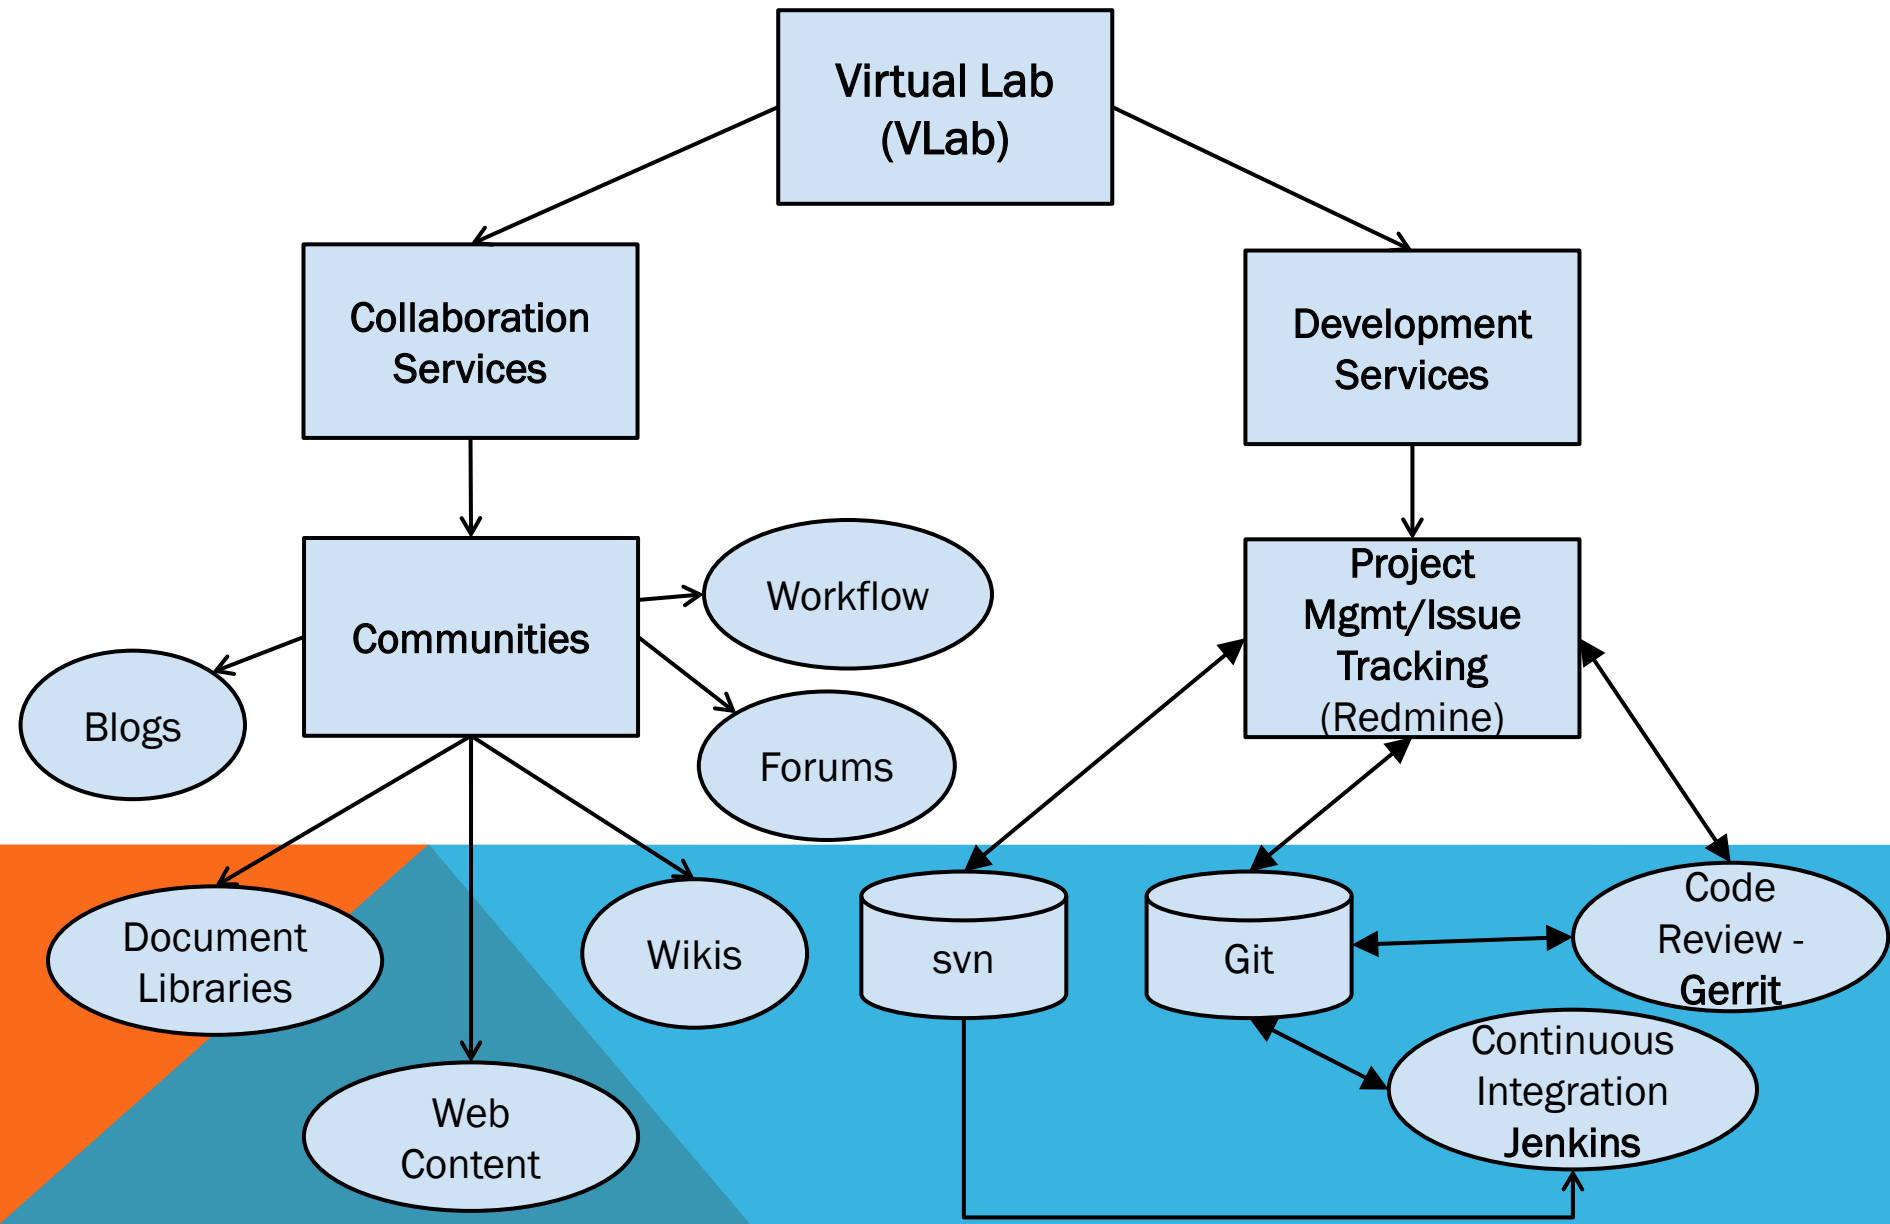 Virtual Lab
(VLab)
Collaboration
Services
Development
Services
Communities
Workflow
Blogs
Forums
Project
Mgmt/Issue
Tracking
(Redmine)
Document
Libraries
Web
Content
Wikis
svn
Git
Code
Review -
Gerrit
Continuous
Integration
Jenkins